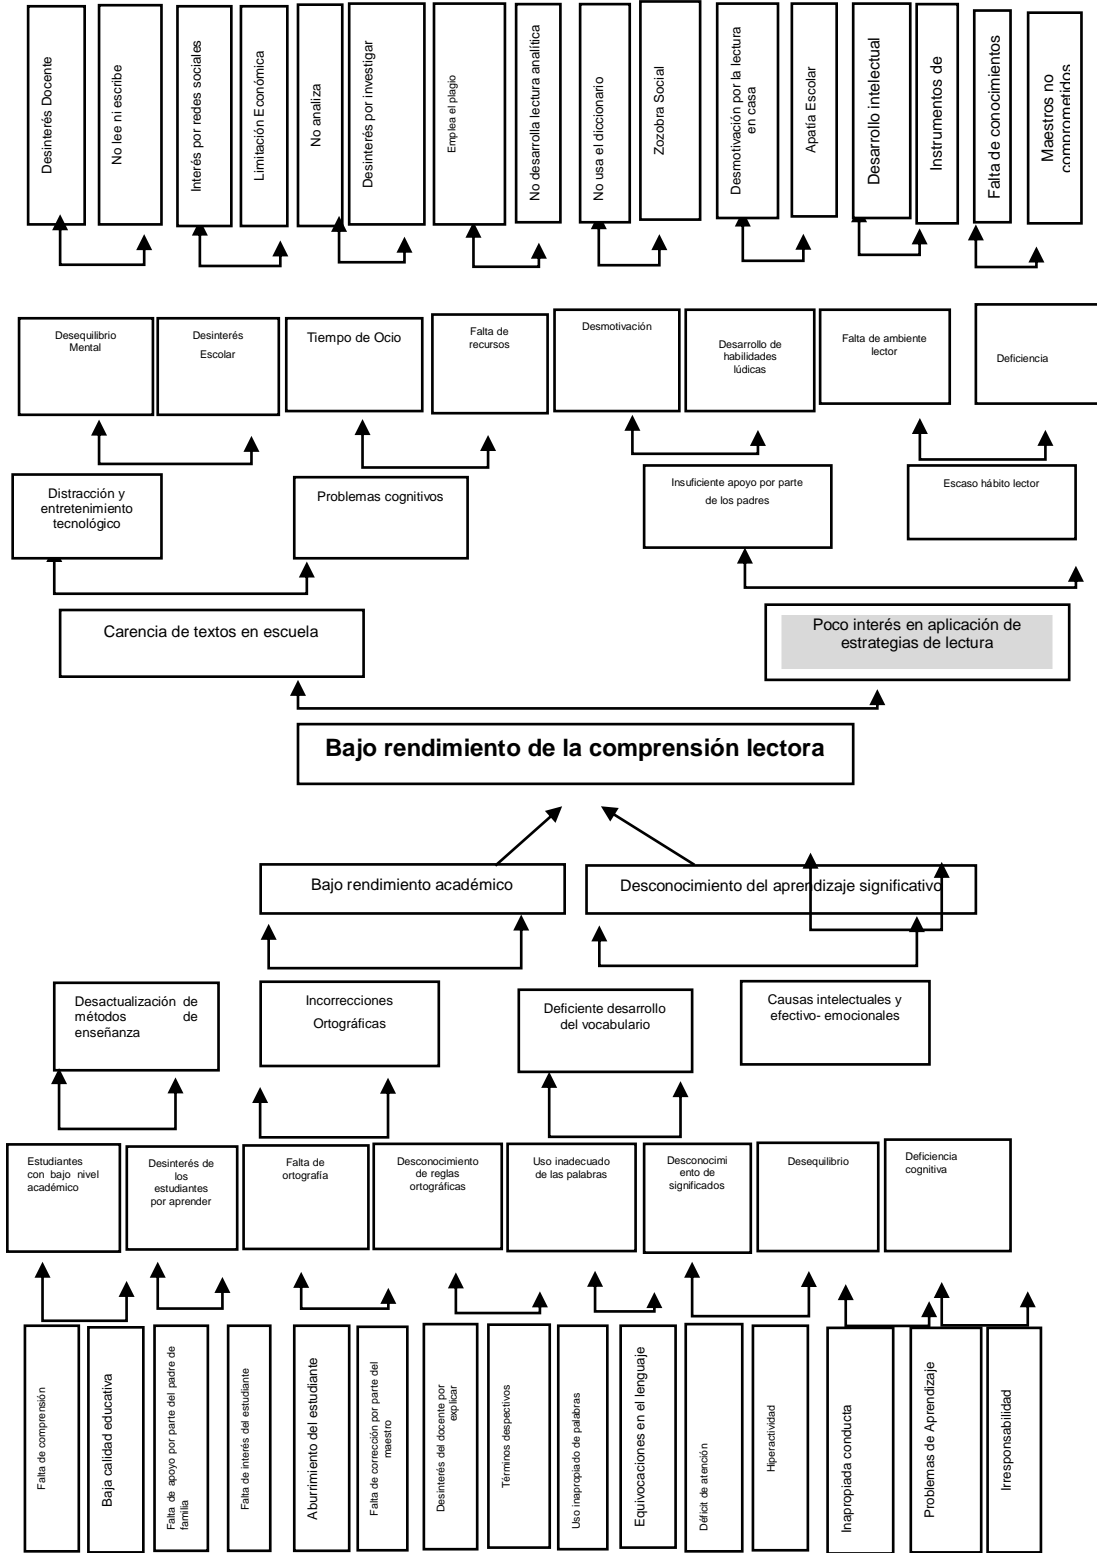 Desinterés Docente
No lee ni escribe
Interés por redes sociales
Limitación Económica
No analiza
Desinterés por investigar
Emplea el plagio
No desarrolla lectura analítica
No usa el diccionario
Zozobra Social
Desmotivación por la lectura
en casa
Apatía Escolar
Desarrollo intelectual
Instrumentos de
Falta de conocimientos
Maestros no
comprometidos
Desequilibrio
Mental
Desinterés
Escolar
Tiempo de Ocio
Falta de
recursos
Desmotivación
Desarrollo de
habilidades
lúdicas
Falta de ambiente
lector
Deficiencia
Distracción y
entretenimiento
tecnológico
Problemas cognitivos
Insuficiente apoyo por parte
de los padres
Escaso hábito lector
Carencia de textos en escuela
Poco interés en aplicación de
estrategias de lectura
Bajo rendimiento de la comprensión lectora
Bajo rendimiento académico
Desconocimiento del aprendizaje significativo
Desactualización de
métodos de
enseñanza
Incorrecciones
Ortográficas
Deficiente desarrollo
del vocabulario
Causas intelectuales y
efectivo- emocionales
Estudiantes
con bajo nivel
académico
Desinterés de
los
estudiantes
por aprender
Falta de
ortografía
Desconocimiento
de reglas
ortográficas
Uso inadecuado
de las palabras
Desconocimi
ento de
significados
Desequilibrio
Deficiencia
cognitiva
Falta de comprensión
Baja calidad educativa
Falta de apoyo por parte del padre de
familia
Falta de interés del estudiante
Aburrimiento del estudiante
Falta de corrección por parte del
maestro
Desinterés del docente por
explicar
Términos despectivos
Uso inapropiado de palabras
Equivocaciones en el lenguaje
Déficit de atención
Hiperactividad
Inapropiada conducta
Problemas de Aprendizaje
Irresponsabilidad